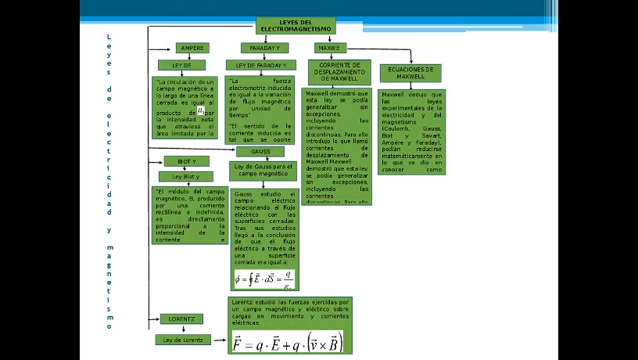 Leyes de electricidad y magnetismo
LEYES DEL
ELECTROMAGNETISMO
AMPERE
LEY DE
"La circulación de un
campo magnético a
lo largo de una línea
cerrada es igual al
producto de μ₀ por
la intensidad neta
que atraviesa el
área limitada por la
BIOT Y
Ley Biot y
"El módulo del campo
magnético, B, producido
por una corriente
rectilínea e indefinida,
es directamente
proporcional a la
intensidad de la
corriente e
LORENTZ
Ley de Lorentz
Lorentz estudió las fuerzas ejercidas por
un campo magnético y eléctrico sobre
cargas en movimiento y corrientes
eléctricas.
F = q · E + q · (v × B)
FARADAY Y
LEY DE FARADAY Y
"La fuerza
electromotriz inducida
es igual a la variación
de flujo magnético
por unidad de
tiempo"
"El sentido de la
corriente inducida es
tal que se opone
GAUSS
Ley de Gauss para el
campo magnético
Gauss estudio el
campo eléctrico
relacionando el flujo
eléctrico con las
superficies cerradas.
Tras sus estudios
llegó a la conclusión
de que el flujo
eléctrico a través de
una superficie
cerrada era igual a:
ϕ = ∮ E · dS = q
MAXWE
CORRIENTE DE
DESPLAZAMIENTO
DE MAXWELL
Maxwell demostró que
esta ley se podía
generalizar sin
excepciones,
incluyendo las
corrientes
discontinuas. Para ello
introdujo lo que llamó
corrientes de
desplazamiento de
Maxwell Maxwell
demostró que esta ley
se podía generalizar
sin excepciones,
incluyendo las
corrientes
discontinuas. Para ello
ECUACIONES DE
MAXWELL
Maxwell dedujo que
todas las leyes
experimentales de la
electricidad y del
magnetismo
(Coulomb, Gauss,
Biot y Savart,
Ampère y Faraday),
podían reducirse
matemáticamente en
lo que se dio en
conocer como